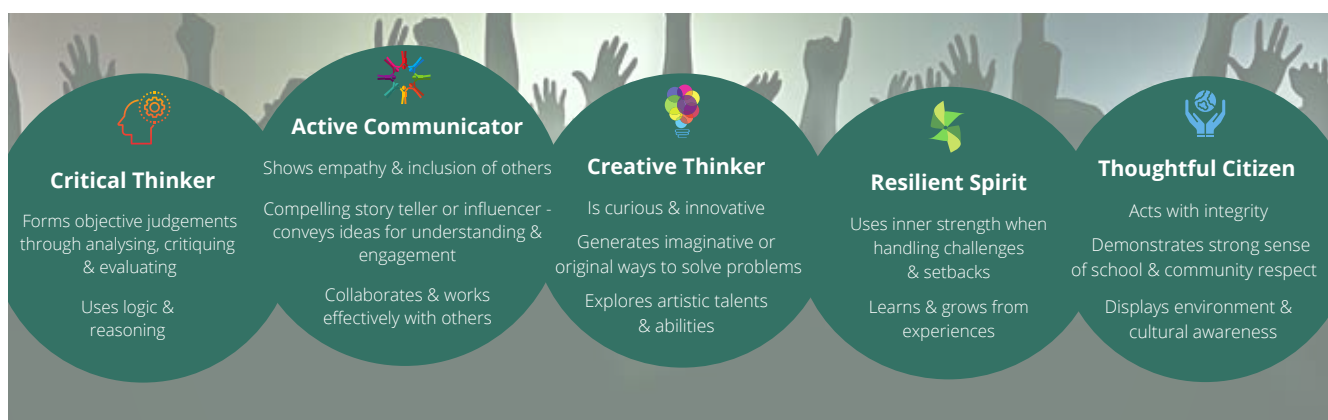 Critical Thinker
Forms objective judgements
through analysing, critiquing
& evaluating
Uses logic &
reasoning
Active Communicator
Shows empathy & inclusion of others
Compelling story teller or influencer -
conveys ideas for understanding &
engagement
Collaborates & works
effectively with others
Creative Thinker
Is curious & innovative
Generates imaginative or
original ways to solve problems
Explores artistic talents
& abilities
Resilient Spirit
Uses inner strength when
handling challenges
& setbacks
Learns & grows from
experiences
Thoughtful Citizen
Acts with integrity
Demonstrates strong sense
of school & community respect
Displays environment &
cultural awareness